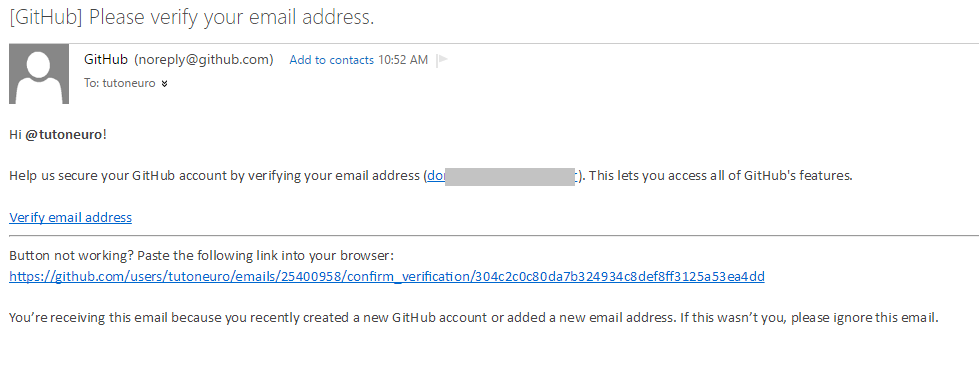 [GitHub] Please verify your email address.
GitHub (noreply@github.com) Add to contacts 10:52 AM
To: tutoneuro
Hi @tutoneuro!
Help us secure your GitHub account by verifying your email address (do ). This lets you access all of GitHub's features.
Verify email address
Button not working? Paste the following link into your browser:
https://github.com/users/tutoneuro/emails/25400958/confirm_verification/304c2c0c80da7b324934c8def8ff3125a53ea4dd
You’re receiving this email because you recently created a new GitHub account or added a new email address. If this wasn’t you, please ignore this email.